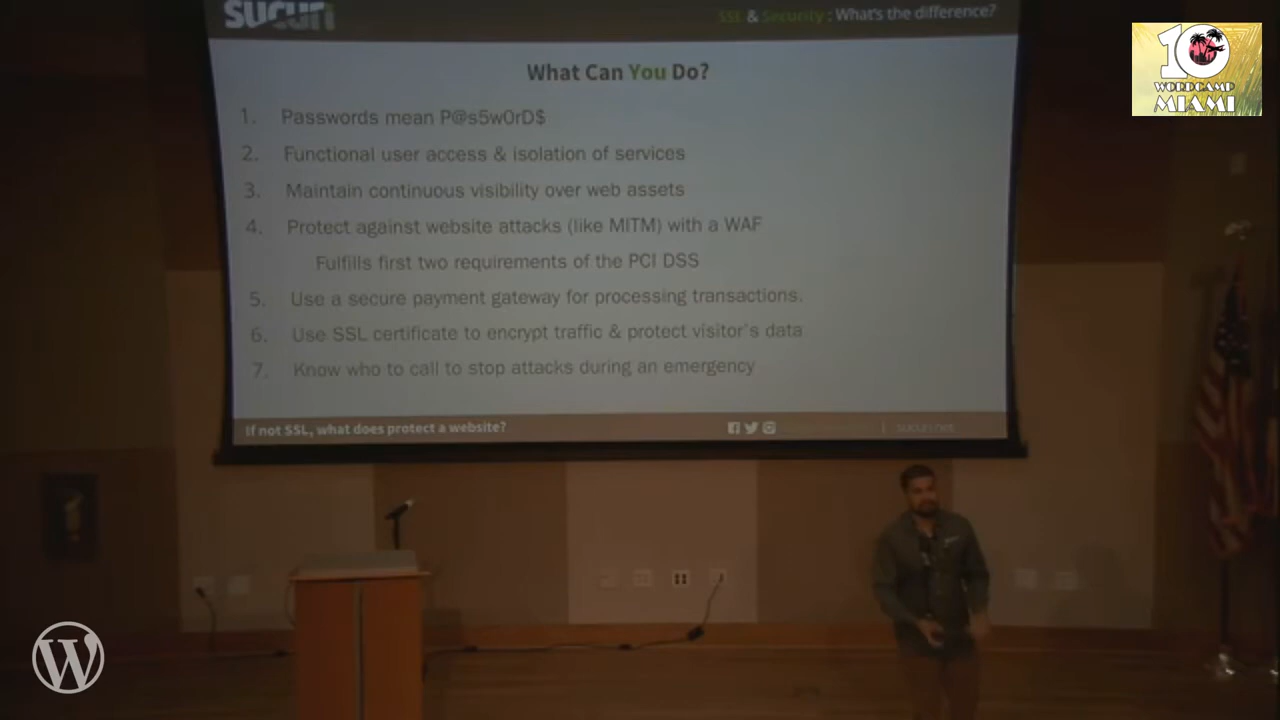 sucuri
SSL & Security : What's the difference?
What Can You Do?
1. Passwords mean P@s5w0rD$
2. Functional user access & isolation of services
3. Maintain continuous visibility over web assets
4. Protect against website attacks (like MITM) with a WAF
Fulfills first two requirements of the PCI DSS
5. Use a secure payment gateway for processing transactions.
6. Use SSL certificate to encrypt traffic & protect visitor's data
7. Know who to call to stop attacks during an emergency
If not SSL, what does protect a website?
| sucuri.net
10
WORDCAMP
MIAMI
W